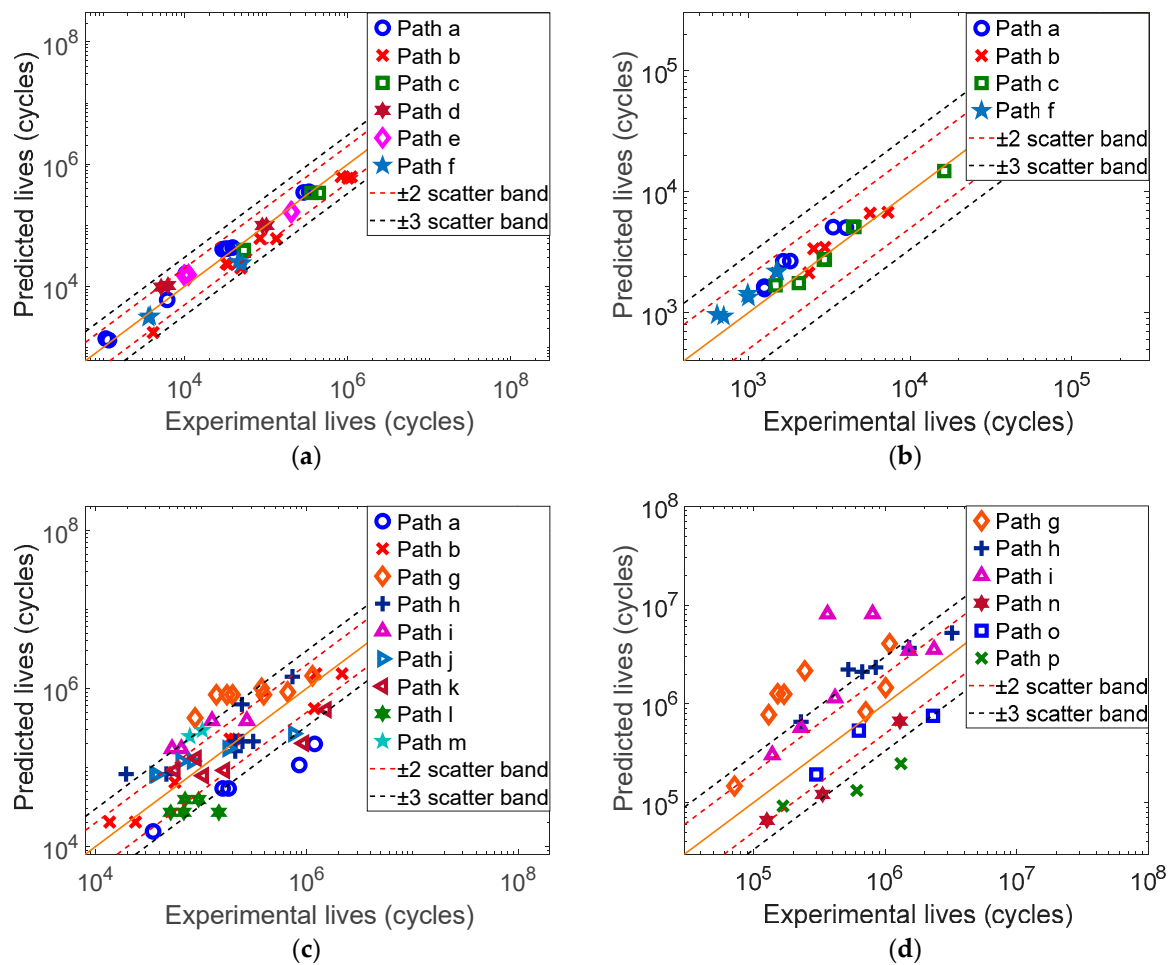 10^8
10^6
10^4
Predicted lives (cycles)
Path a
Path b
Path c
Path d
Path e
Path f
±2 scatter band
±3 scatter band
10^4
10^6
10^8
Experimental lives (cycles)
(a)
10^5
10^4
10^3
Predicted lives (cycles)
Path a
Path b
Path c
Path f
±2 scatter band
±3 scatter band
10^3
10^4
10^5
Experimental lives (cycles)
(b)
10^8
10^6
10^4
Predicted lives (cycles)
Path a
Path b
Path g
Path h
Path i
Path j
Path k
Path l
Path m
±2 scatter band
±3 scatter band
10^4
10^6
10^8
Experimental lives (cycles)
(c)
10^8
10^7
10^6
10^5
Predicted lives (cycles)
Path g
Path h
Path i
Path n
Path o
Path p
±2 scatter band
±3 scatter band
10^5
10^6
10^7
10^8
Experimental lives (cycles)
(d)